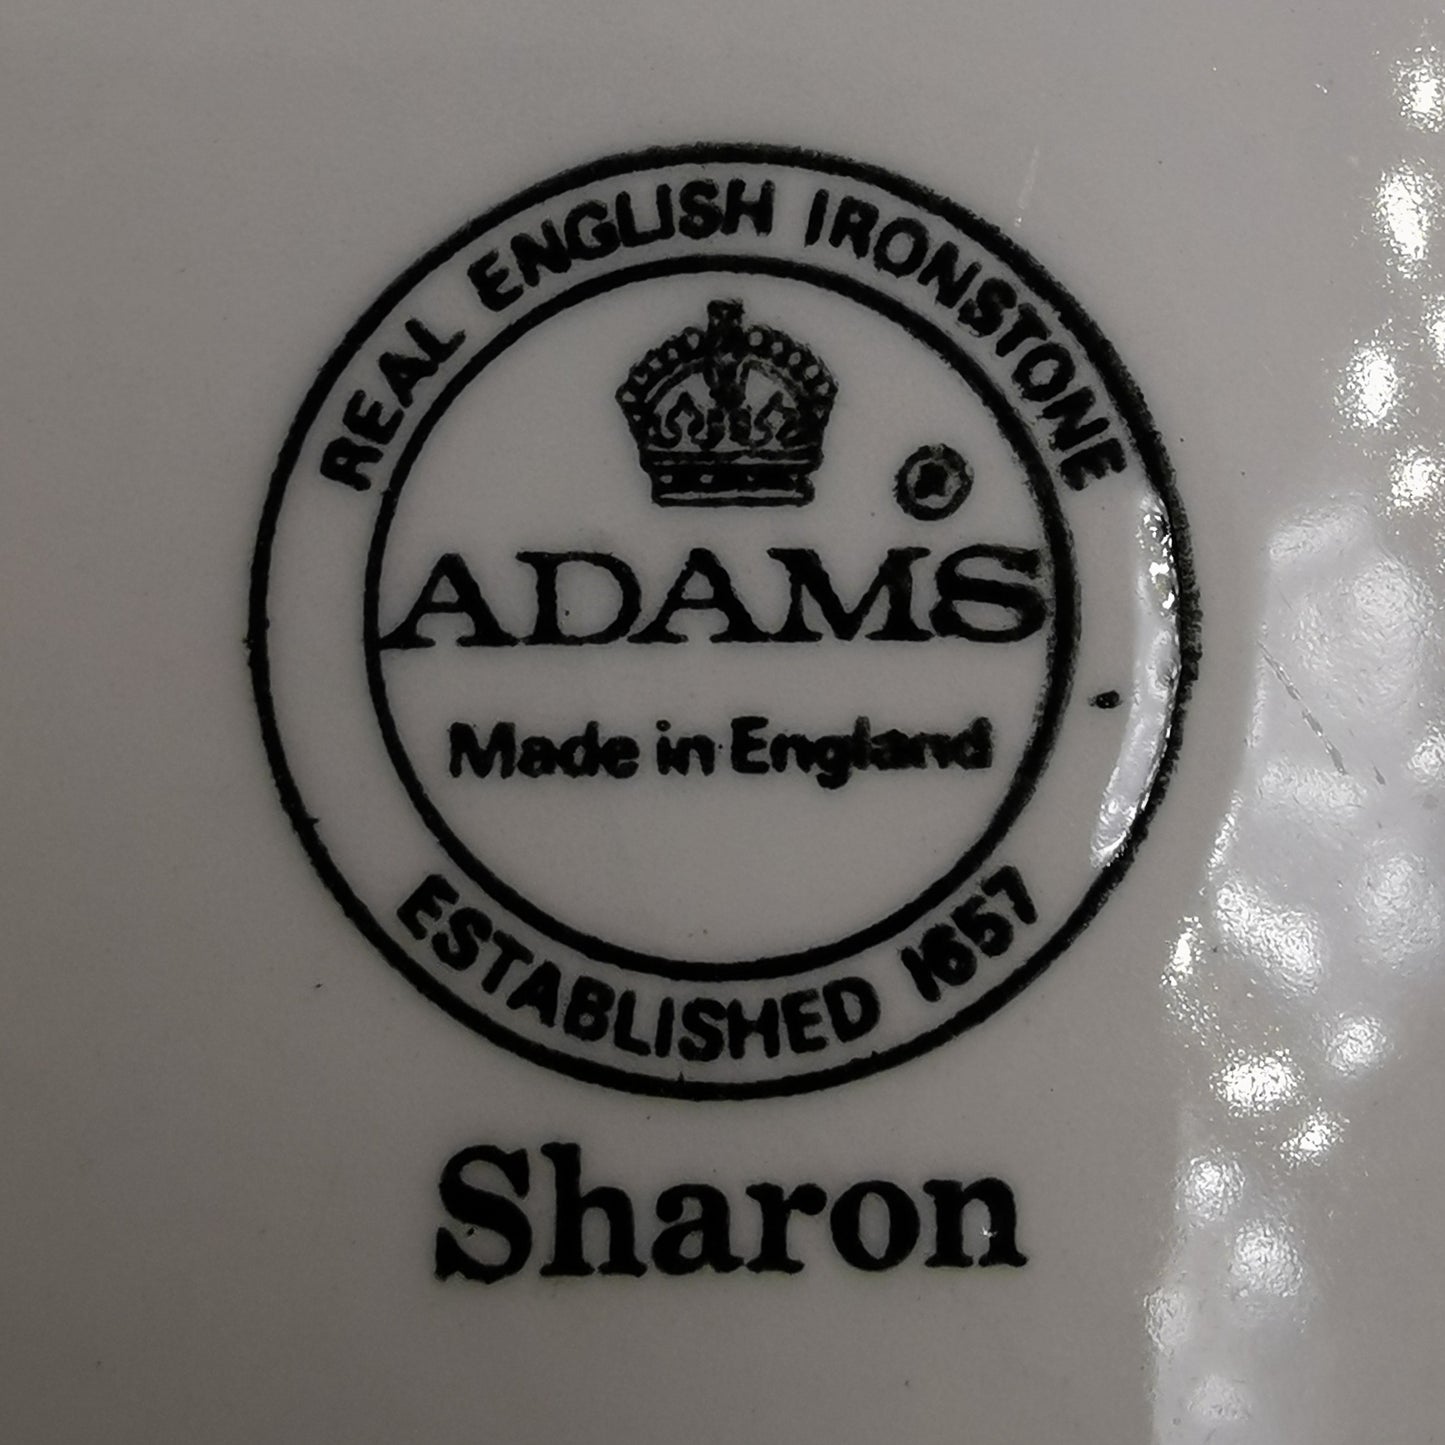 REAL ENGLISH IRONSTONE
®
ADAMS
Made in England
ESTABLISHED 1657
Sharon